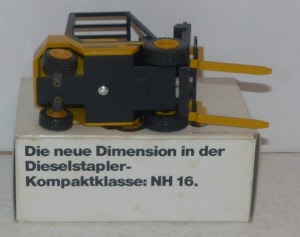 Die neue Dimension in der
Dieselstapler-
Kompaktklasse: NH 16.